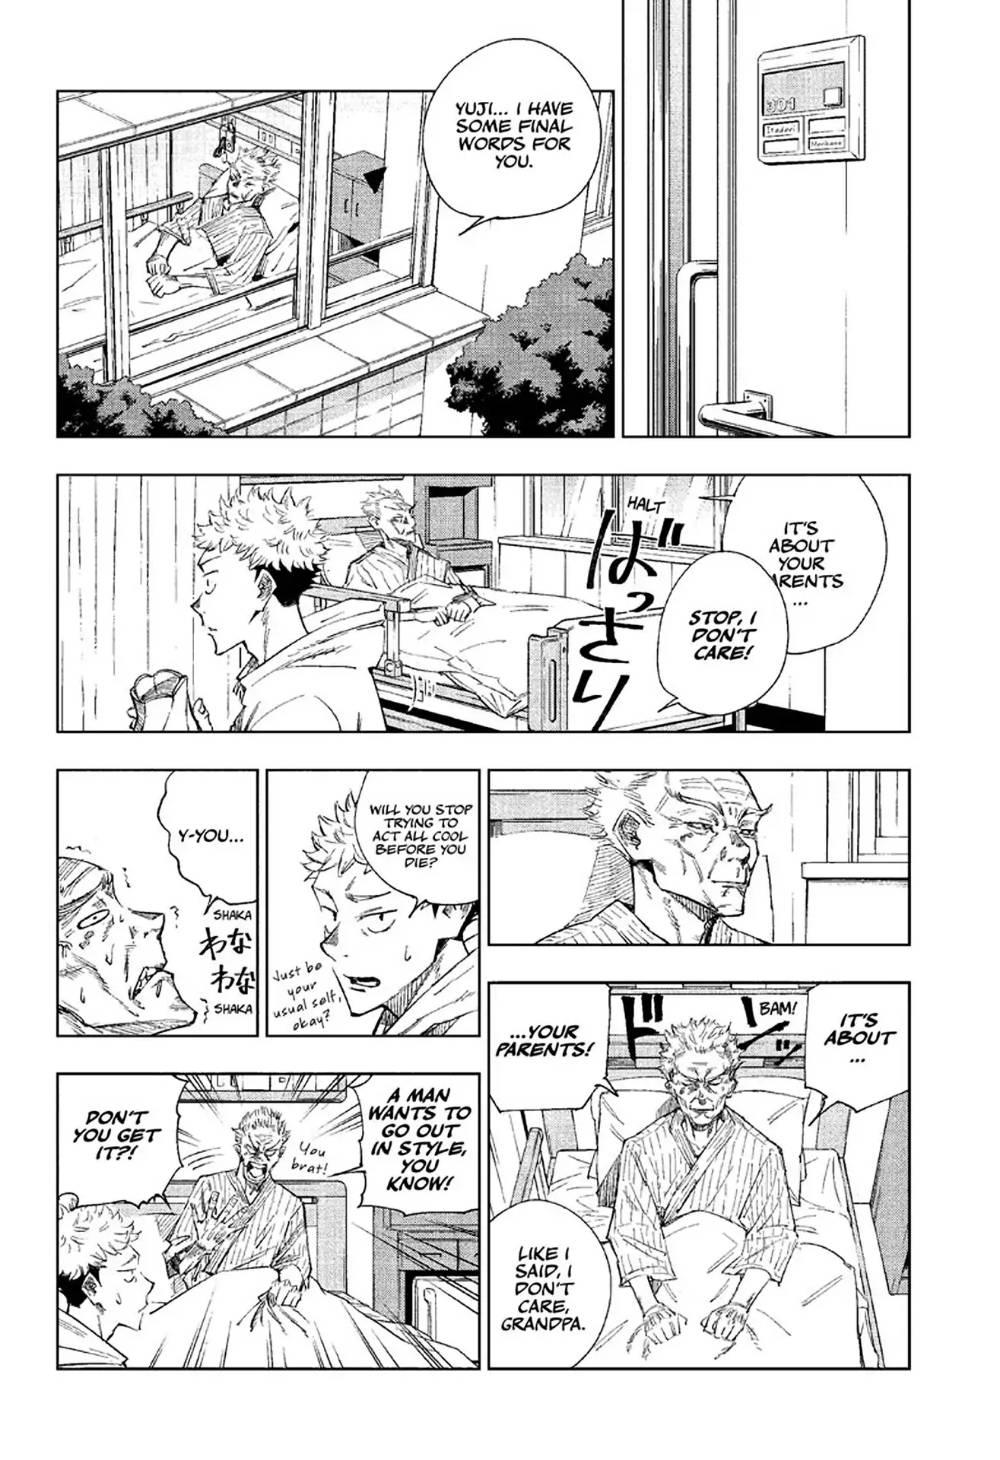 301
Itadori
YUJI... I HAVE
SOME FINAL
WORDS FOR
YOU.
IT'S
ABOUT
YOUR
PARENTS
...
HALT
ばっさり
STOP, I
DON'T
CARE!
WILL YOU STOP
TRYING TO
ACT ALL COOL
BEFORE YOU
DIE?
Just be
your
usual self,
okay?
Y-YOU...
SHAKA
わな
わな
SHAKA
IT'S
ABOUT
...
BAM!
ドン
...YOUR
PARENTS!
LIKE I
SAID, I
DON'T
CARE,
GRANDPA.
A MAN
WANTS TO
GO OUT
IN STYLE,
YOU
KNOW!
You
brat!
DON'T
YOU GET
IT?!